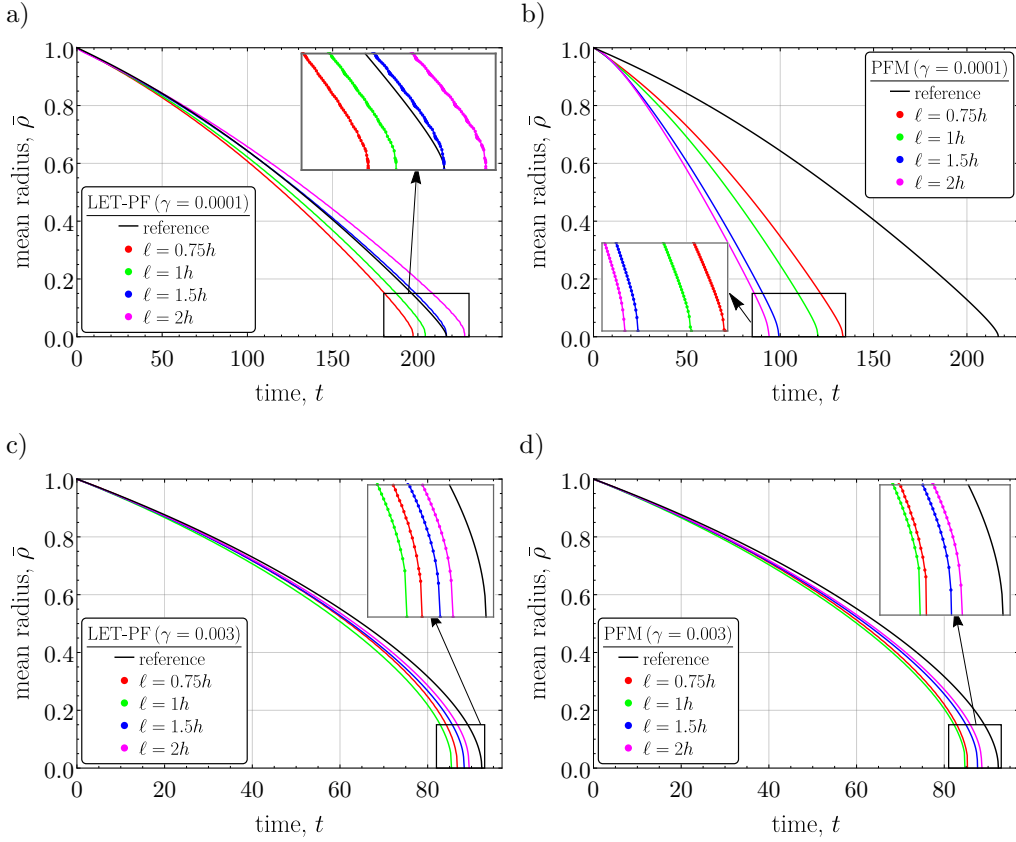 a)
mean radius, ρ̄
1.0
0.8
0.6
0.4
0.2
0.0
LET-PF (γ = 0.0001)
reference
ℓ = 0.75h
ℓ = 1h
ℓ = 1.5h
ℓ = 2h
0 50 100 150 200
time, t
b)
mean radius, ρ̄
1.0
0.8
0.6
0.4
0.2
0.0
PFM (γ = 0.0001)
reference
ℓ = 0.75h
ℓ = 1h
ℓ = 1.5h
ℓ = 2h
0 50 100 150 200
time, t
c)
mean radius, ρ̄
1.0
0.8
0.6
0.4
0.2
0.0
LET-PF (γ = 0.003)
reference
ℓ = 0.75h
ℓ = 1h
ℓ = 1.5h
ℓ = 2h
0 20 40 60 80
time, t
d)
mean radius, ρ̄
1.0
0.8
0.6
0.4
0.2
0.0
PFM (γ = 0.003)
reference
ℓ = 0.75h
ℓ = 1h
ℓ = 1.5h
ℓ = 2h
0 20 40 60 80
time, t